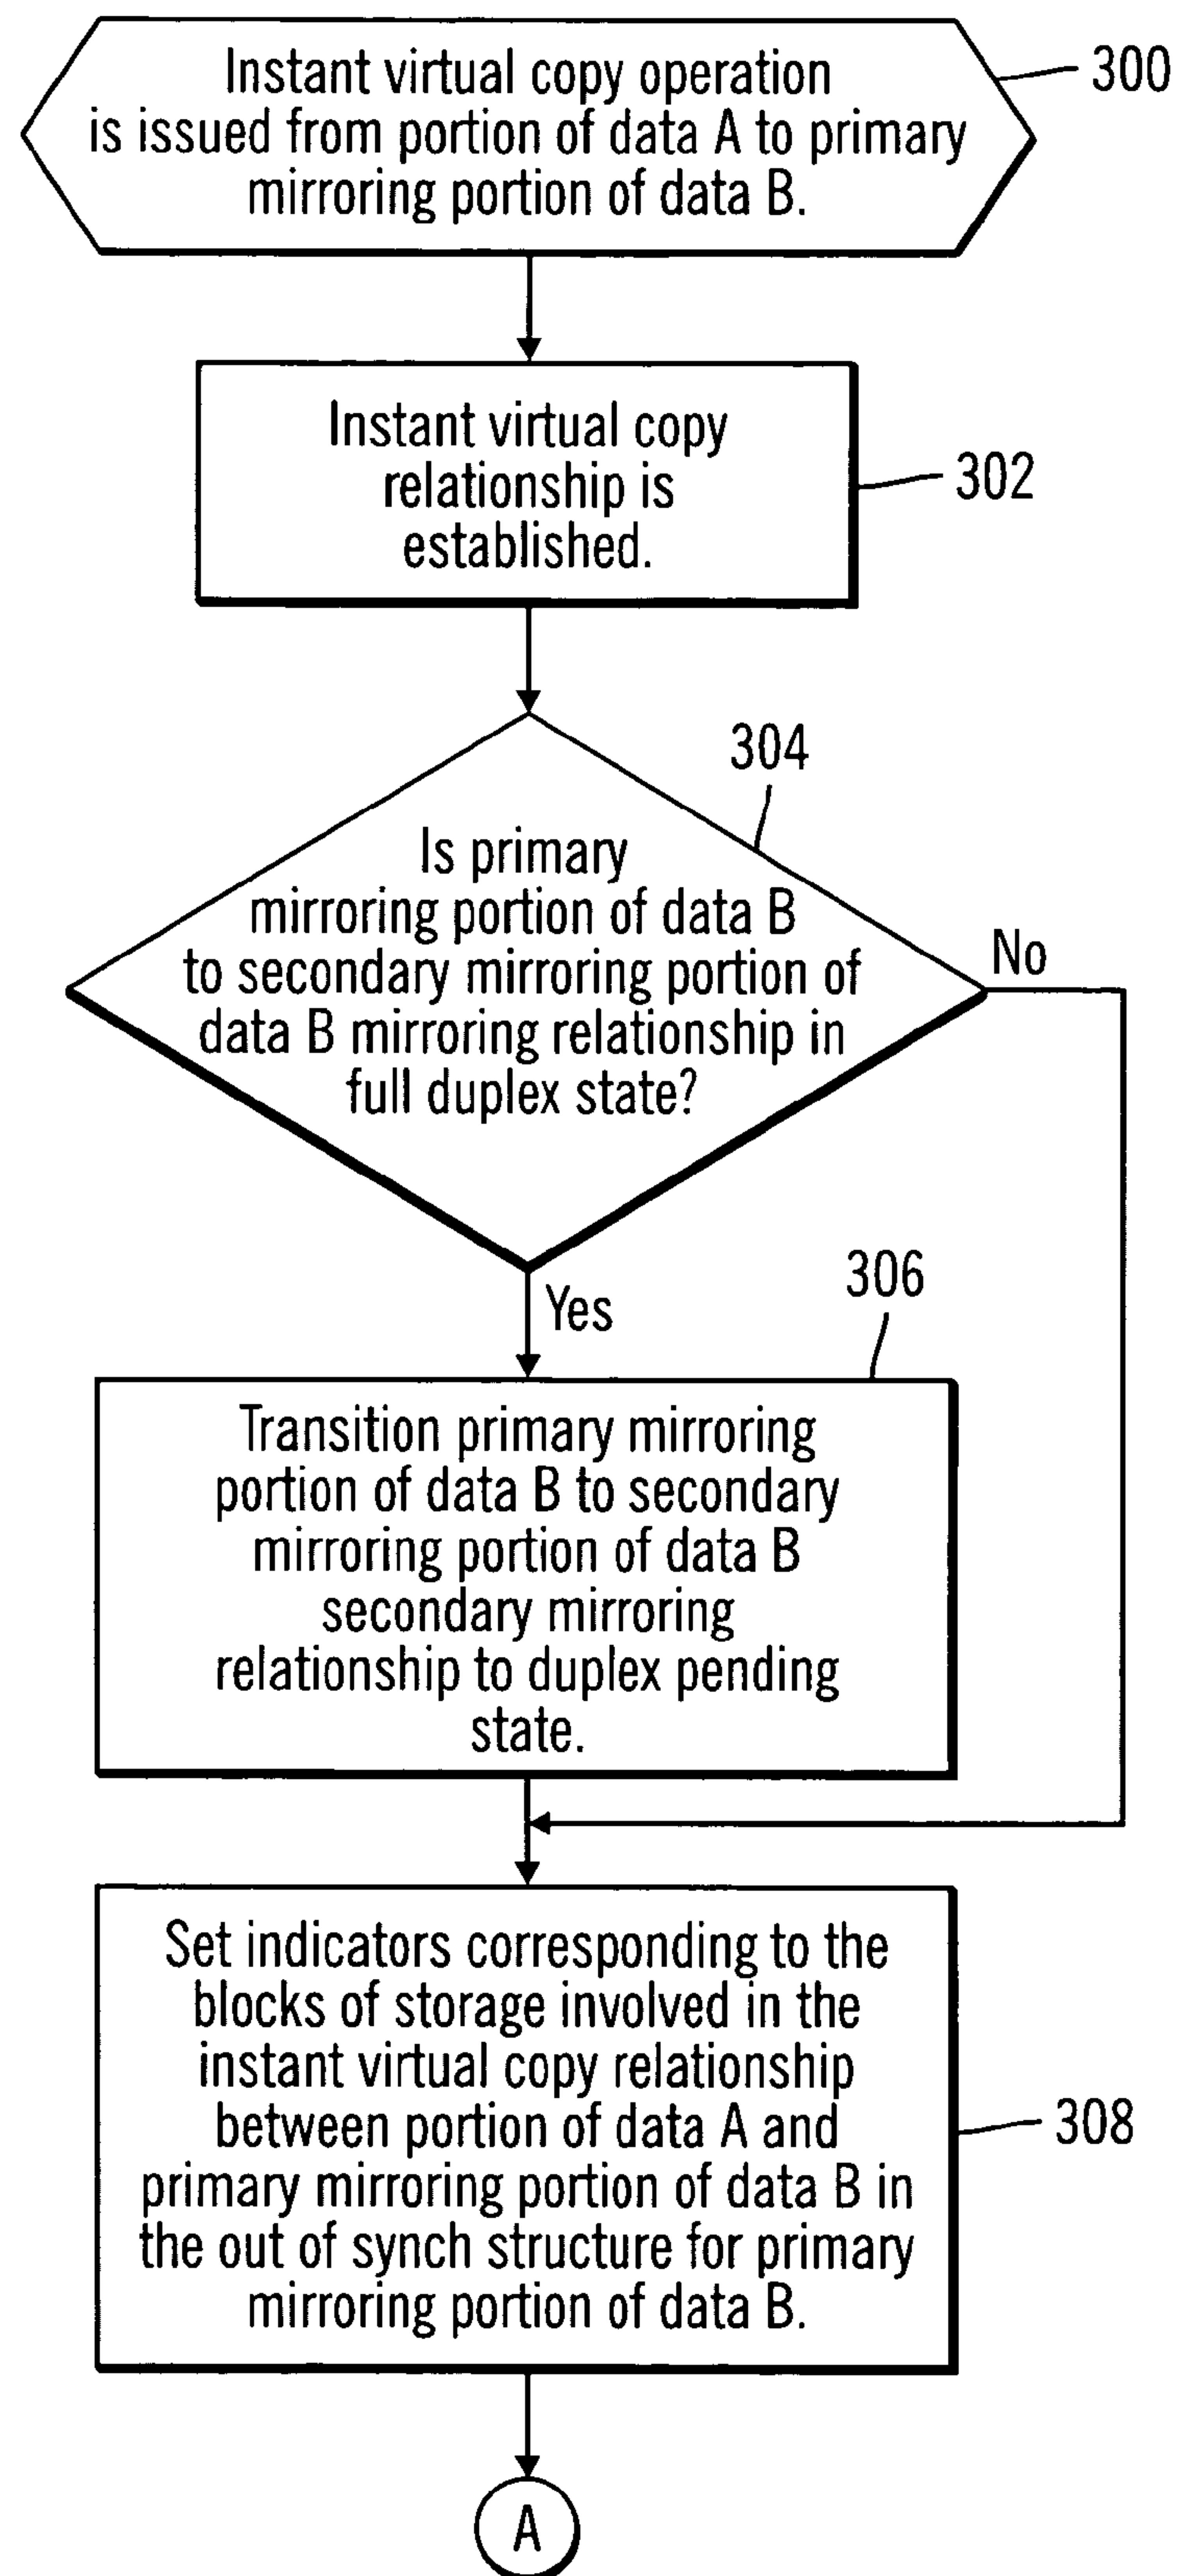 Instant virtual copy operation
is issued from portion of data A to primary
mirroring portion of data B.
300
Instant virtual copy
relationship is
established.
302
304
Is primary
mirroring portion of data B
to secondary mirroring portion of
data B mirroring relationship in
full duplex state?
No
Yes
306
Transition primary mirroring
portion of data B to secondary
mirroring portion of data B
secondary mirroring
relationship to duplex pending
state.
Set indicators corresponding to the
blocks of storage involved in the
instant virtual copy relationship
between portion of data A and
primary mirroring portion of data B in
the out of synch structure for primary
mirroring portion of data B.
308
A